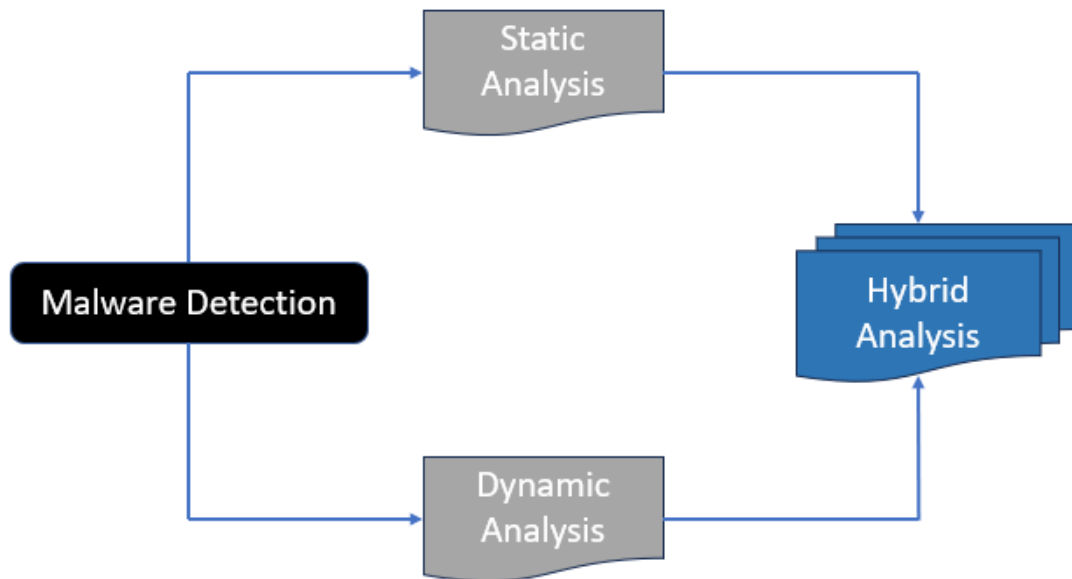 Static
Analysis
Malware Detection
Hybrid
Analysis
Dynamic
Analysis